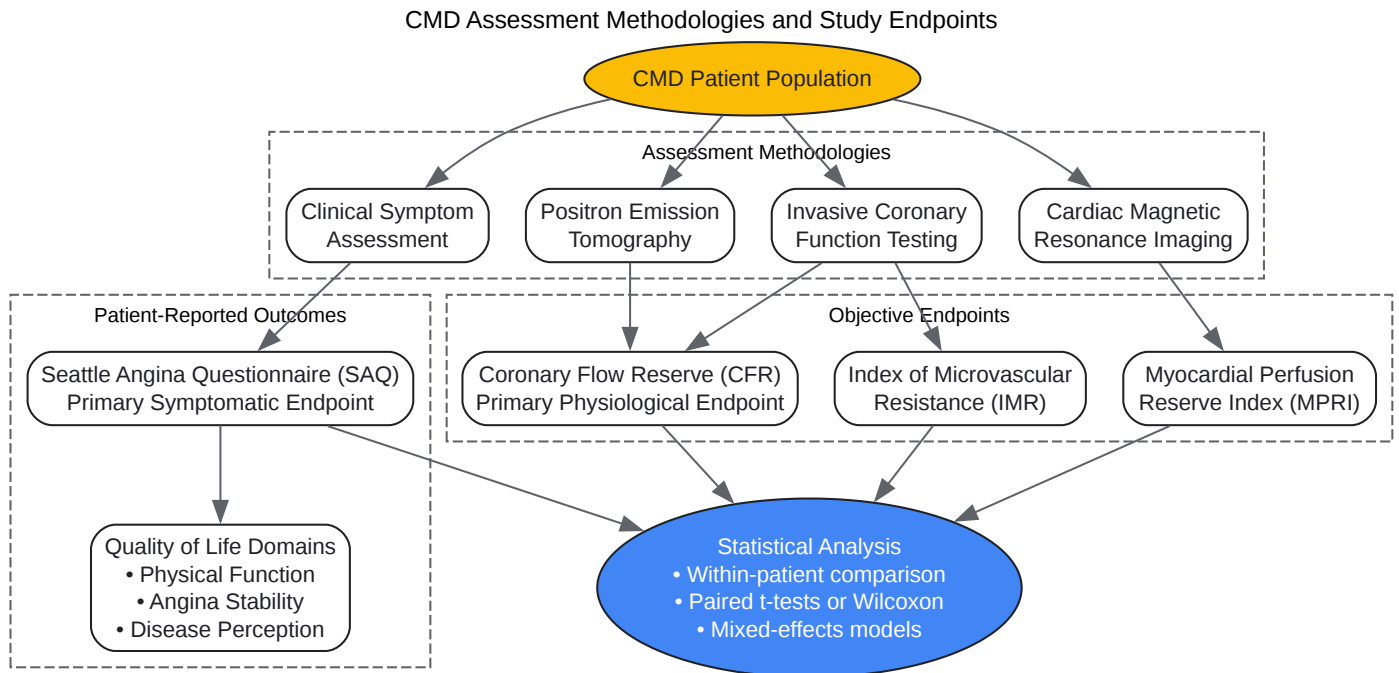 CMD Assessment Methodologies and Study Endpoints
CMD Patient Population
Assessment Methodologies
Clinical Symptom
Assessment
Positron Emission
Tomography
Invasive Coronary
Function Testing
Cardiac Magnetic
Resonance Imaging
Patient-Reported Outcomes
Objective Endpoints
Seattle Angina Questionnaire (SAQ)
Primary Symptomatic Endpoint
Coronary Flow Reserve (CFR)
Primary Physiological Endpoint
Index of Microvascular
Resistance (IMR)
Myocardial Perfusion
Reserve Index (MPRI)
Quality of Life Domains
• Physical Function
• Angina Stability
• Disease Perception
Statistical Analysis
• Within-patient comparison
• Paired t-tests or Wilcoxon
• Mixed-effects models